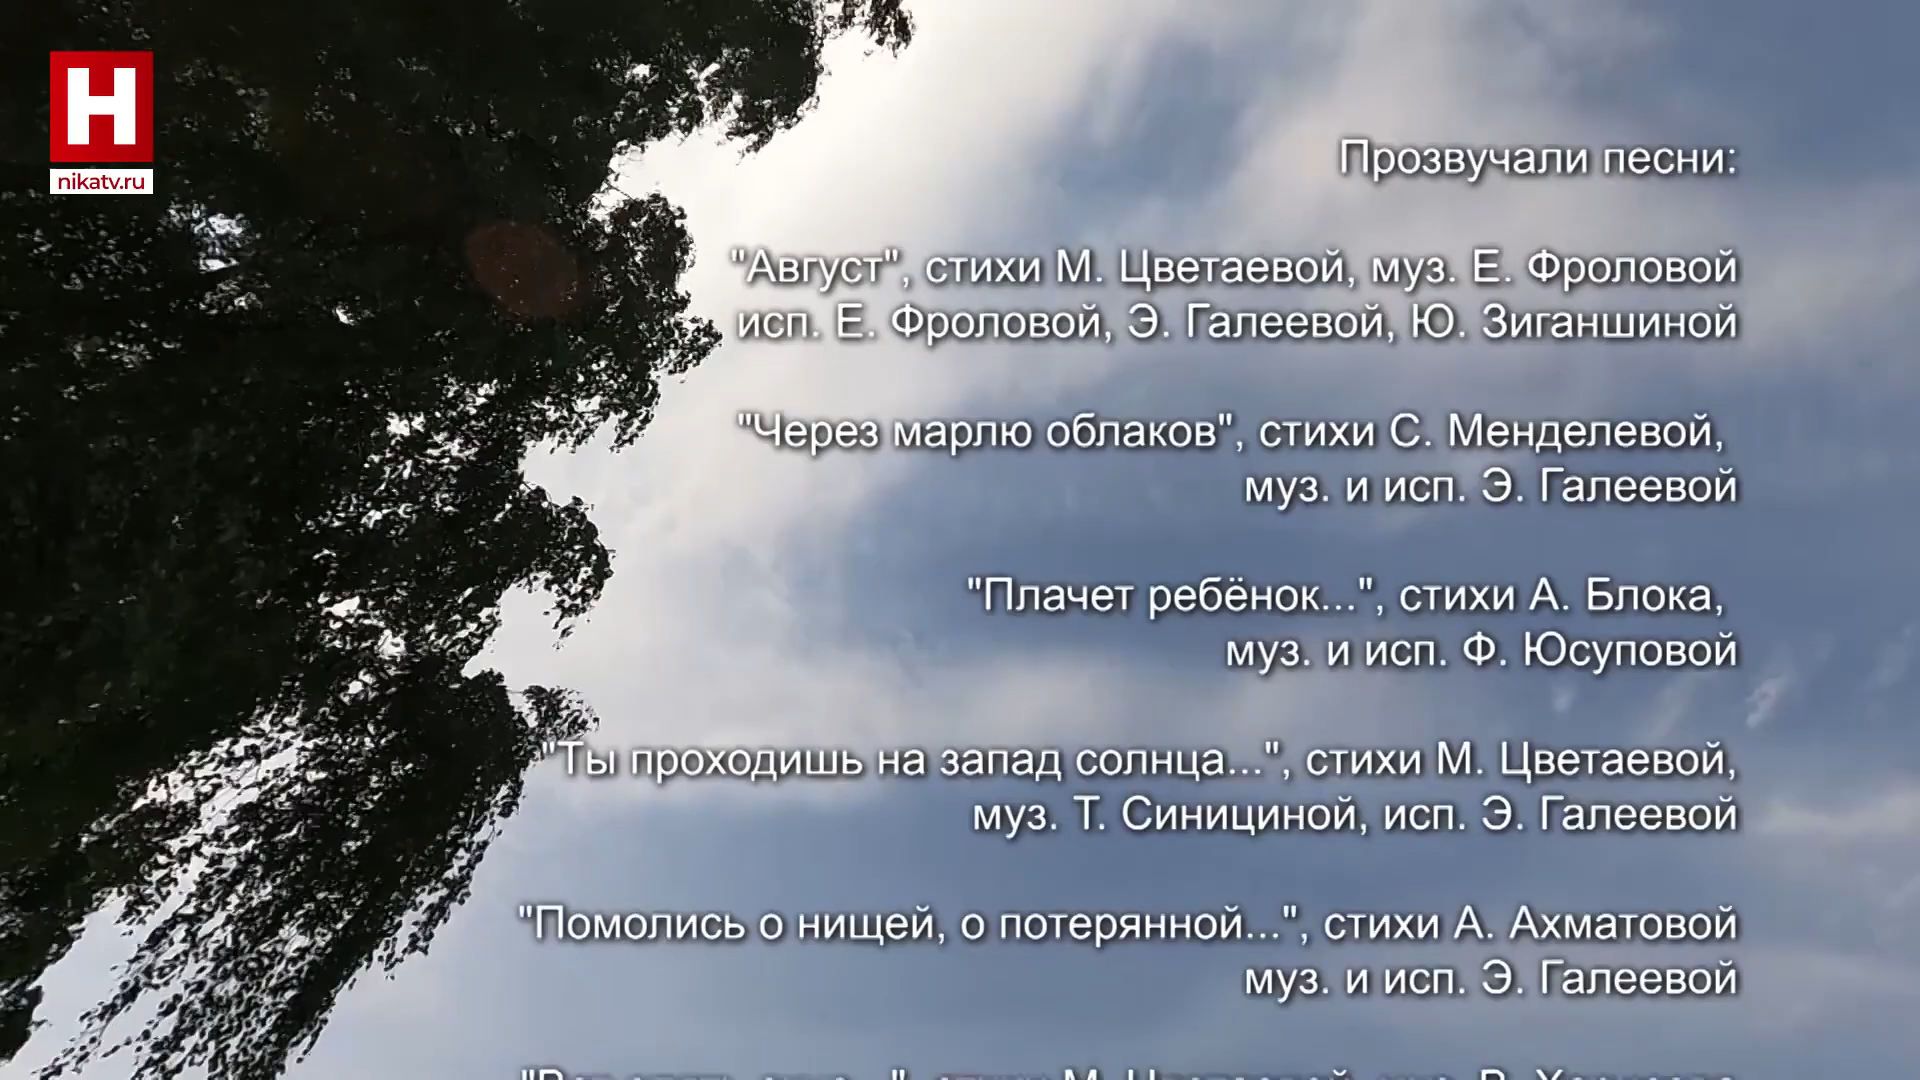 Н
nikatv.ru
Прозвучали песни:
"Август", стихи М. Цветаевой, муз. Е. Фроловой
исп. Е. Фроловой, Э. Галеевой, Ю. Зиганшиной
"Через марлю облаков", стихи С. Менделевой,
муз. и исп. Э. Галеевой
"Плачет ребёнок...", стихи А. Блока,
муз. и исп. Ф. Юсуповой
"Ты проходишь на запад солнца...", стихи М. Цветаевой,
муз. Т. Синициной, исп. Э. Галеевой
"Помолись о нищей, о потерянной...", стихи А. Ахматовой
муз. и исп. Э. Галеевой